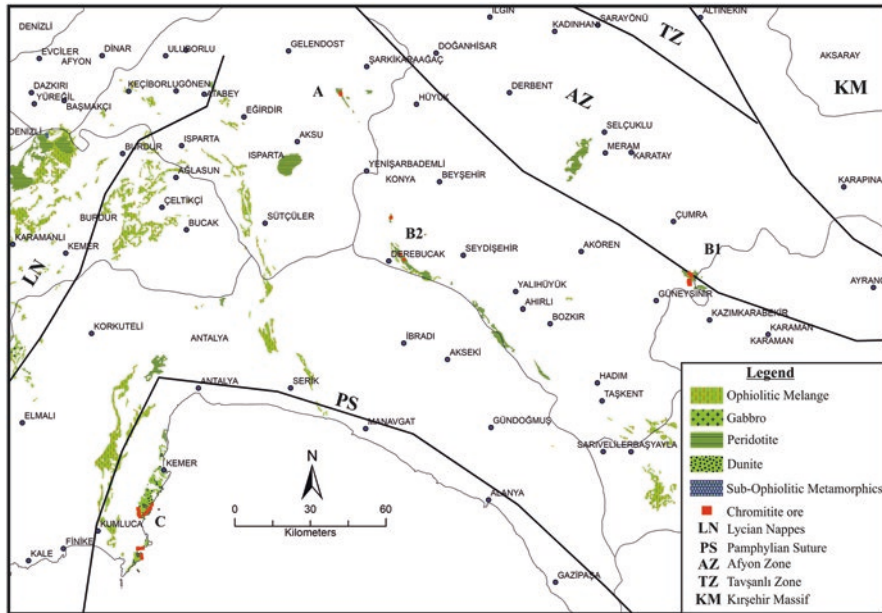 ILGIN
DENİZLİ
DİNAR
ULUBORLU
GELENDOST
DOĞANHİSAR
KADINHANI
SARAYÖNÜ
ALTINEKİN
TZ
EVCİLER
AFYON
ŞARKİKARAAĞAÇ
AKSARAY
KM
DAZKIRI
YÜREĞİL
BAŞMAKÇI
KEÇİBORLU
GÖNEN
ATABEY
A
HÜYÜK
DERBENT
AZ
EĞİRDİR
SELÇUKLU
DENİZLİ
BURDUR
ISPARTA
AKSU
ISPARTA
MERAM
KARATAY
YENİŞARBADEMLİ
KONYA
BEYŞEHİR
KARAPINA
AĞLASUN
ÇELTİKÇİ
BURDUR
BUCAK
SÜTÇÜLER
ÇUMRA
KARAMANLI
KEMER
B2
DEREBUCAK
SEYDİŞEHİR
AKÖREN
B1
LN
YALIHÜYÜK
AHIRLI
BOZKIR
GÜNEYSINIR
AYRANC
KAZIMKARABEKİR
KORKUTELİ
ANTALYA
İBRADI
AKSEKİ
KARAMAN
KARAMAN
ANTALYA
SERİK
PS
HADIM
TAŞKENT
ELMALI
MANAVGAT
GÜNDOĞMUŞ
SARIVELİLER
BAŞYAYLA
KEMER
N
ALANYA
KUMLUCA
C
0 30 60
Kilometers
FİNİKE
KALE
GAZİPAŞA
Legend
Ophiolitic Melange
Gabbro
Peridotite
Dunite
Sub-Ophiolitic Metamorphics
Chromitite ore
LN Lycian Nappes
PS Pamphylian Suture
AZ Afyon Zone
TZ Tavşanlı Zone
KM Kırşehir Massif